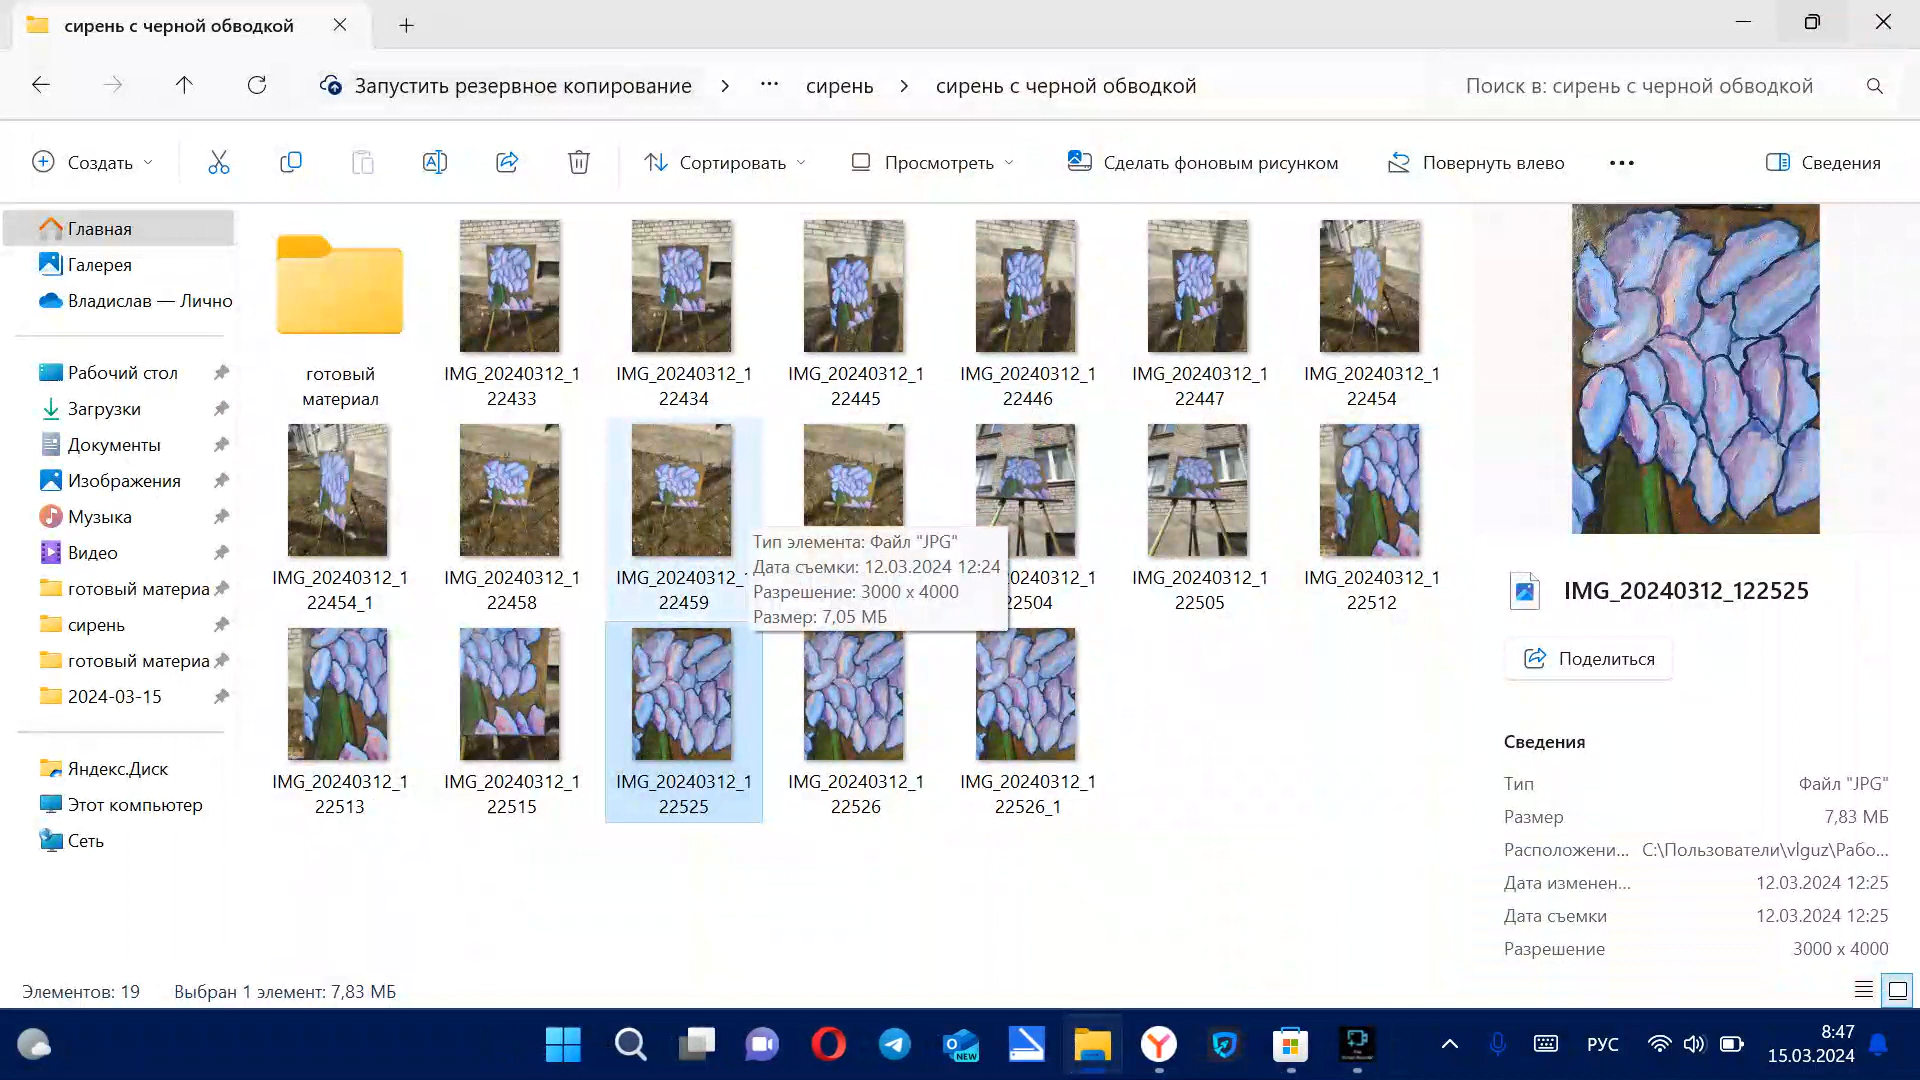 сирень с черной обводкой
Запустить резервное копирование
сирень
сирень с черной обводкой
Поиск в: сирень с черной обводкой
Создать
Сортировать
Просмотреть
Сделать фоновым рисунком
Повернуть влево
Сведения
Главная
Галерея
Владислав — Лично
Рабочий стол
Загрузки
Документы
Изображения
Музыка
Видео
готовый материа
сирень
готовый материа
2024-03-15
Яндекс.Диск
Этот компьютер
Сеть
готовый
материал
IMG_20240312_1
22433
IMG_20240312_1
22434
IMG_20240312_1
22445
IMG_20240312_1
22446
IMG_20240312_1
22447
IMG_20240312_1
22454
IMG_20240312_1
22454_1
IMG_20240312_1
22458
IMG_20240312_
22459
Тип элемента: Файл "JPG"
Дата съемки: 12.03.2024 12:24
Разрешение: 3000 x 4000
Размер: 7,05 МБ
20240312_1
22504
IMG_20240312_1
22505
IMG_20240312_1
22512
IMG_20240312_1
22513
IMG_20240312_1
22515
IMG_20240312_1
22525
IMG_20240312_1
22526
IMG_20240312_1
22526_1
IMG_20240312_122525
Поделиться
Сведения
Тип Файл "JPG"
Размер 7,83 МБ
Расположени... C:\Пользователи\vlguz\Рабо...
Дата изменен... 12.03.2024 12:25
Дата съемки 12.03.2024 12:25
Разрешение 3000 x 4000
Элементов: 19
Выбран 1 элемент: 7,83 МБ
NEW
РУС
8:47
15.03.2024